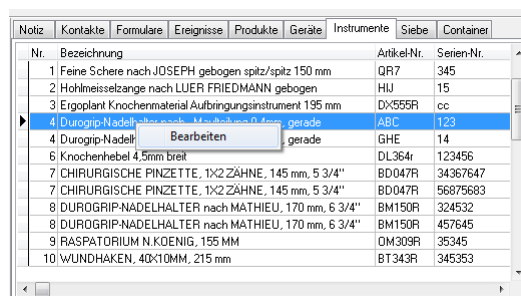 Notiz Kontakte Formulare Ereignisse Produkte Geräte Instrumente Siebe Container
Nr. Bezeichnung Artikel-Nr. Serien-Nr.
1 Feine Schere nach JOSEPH gebogen spitz/spitz 150 mm QR7 345
2 Hohlmeisselzange nach LUER FRIEDMANN gebogen HIJ 15
3 Ergoplant Knochenmaterial Aufbringungsinstrument 195 mm DX555R cc
4 Durogrip-Nadelhalter nach Maulteilung 0,4mm, gerade ABC 123
Bearbeiten
4 Durogrip-Nadelh , gerade GHE 14
6 Knochenhebel 4,5mm breit DL364r 123456
7 CHIRURGISCHE PINZETTE, 1X2 ZÄHNE, 145 mm, 5 3/4" BD047R 34367647
7 CHIRURGISCHE PINZETTE, 1X2 ZÄHNE, 145 mm, 5 3/4" BD047R 56875683
8 DUROGRIP-NADELHALTER nach MATHIEU, 170 mm, 6 3/4" BM150R 324532
8 DUROGRIP-NADELHALTER nach MATHIEU, 170 mm, 6 3/4" BM150R 457645
9 RASPATORIUM N.KOENIG, 155 MM OM309R 35345
10 WUNDHAKEN, 40X10MM, 215 mm BT343R 345353